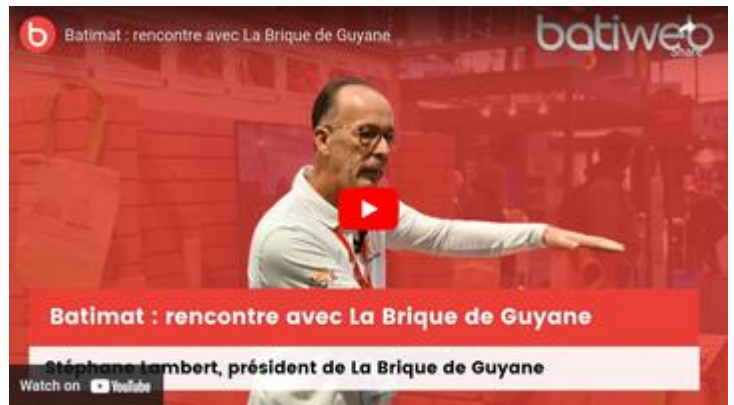 Batimat : rencontre avec La Brique de Guyane
batiweb
Share
Batimat : rencontre avec La Brique de Guyane
Stéphane Lambert, président de La Brique de Guyane
Watch on YouTube